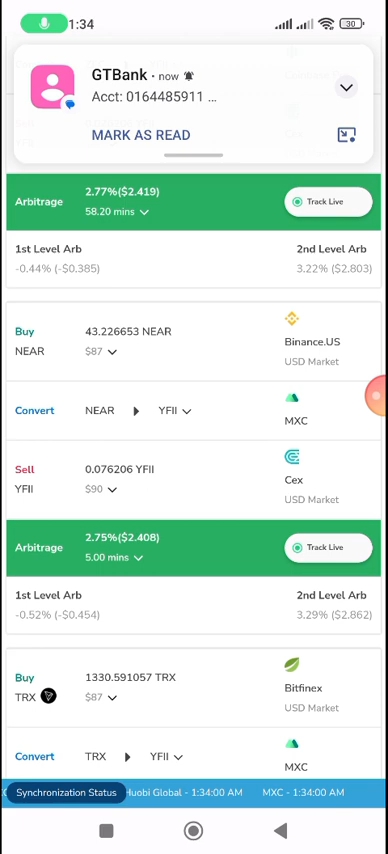 1:34
30
GTBank • now
Acct: 0164485911 ...
MARK AS READ
Arbitrage
2.77%($2.419)
58.20 mins
Track Live
1st Level Arb
2nd Level Arb
-0.44% (-$0.385)
3.22% ($2.803)
Buy
43.226653 NEAR
NEAR
$87
Binance.US
USD Market
Convert
NEAR
YFII
MXC
Sell
0.076206 YFII
YFII
$90
Cex
USD Market
Arbitrage
2.75%($2.408)
5.00 mins
Track Live
1st Level Arb
2nd Level Arb
-0.52% (-$0.454)
3.29% ($2.862)
Buy
1330.591057 TRX
TRX
$87
Bitfinex
USD Market
Convert
TRX
YFII
MXC
Synchronization Status
Huobi Global - 1:34:00 AM
MXC - 1:34:00 AM